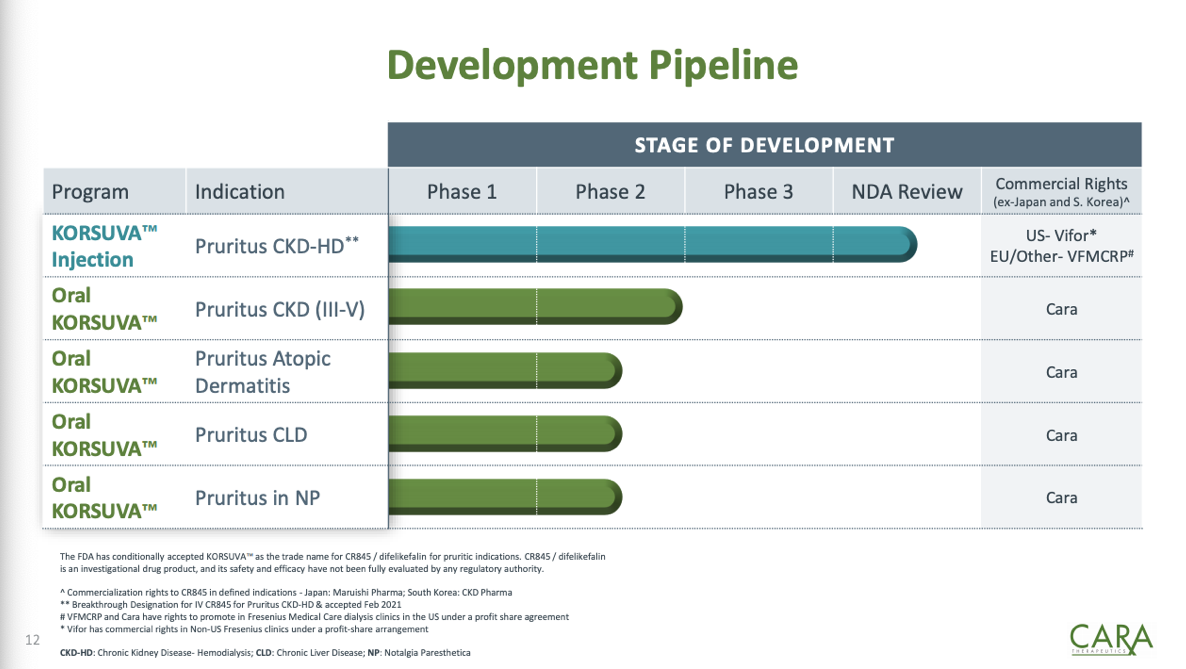 Development Pipeline
STAGE OF DEVELOPMENT
Program Indication Phase 1 Phase 2 Phase 3 NDA Review Commercial Rights
(ex-Japan and S. Korea)^
KORSUVA™
Injection
Pruritus CKD-HD**
US- Vifor*
EU/Other- VFMCRP#
Oral
KORSUVA™
Pruritus CKD (III-V)
Cara
Oral
KORSUVA™
Pruritus Atopic
Dermatitis
Cara
Oral
KORSUVA™
Pruritus CLD
Cara
Oral
KORSUVA™
Pruritus in NP
Cara
The FDA has conditionally accepted KORSUVA™ as the trade name for CR845 / difelikefalin for pruritic indications. CR845 / difelikefalin
is an investigational drug product, and its safety and efficacy have not been fully evaluated by any regulatory authority.
^ Commercialization rights to CR845 in defined indications - Japan: Maruishi Pharma; South Korea: CKD Pharma
** Breakthrough Designation for IV CR845 for Pruritus CKD-HD & accepted Feb 2021
# VFMCRP and Cara have rights to promote in Fresenius Medical Care dialysis clinics in the US under a profit share agreement
* Vifor has commercial rights in Non-US Fresenius clinics under a profit-share arrangement
CKD-HD: Chronic Kidney Disease- Hemodialysis; CLD: Chronic Liver Disease; NP: Notalgia Paresthetica
12
CARA
THERAPEUTICS